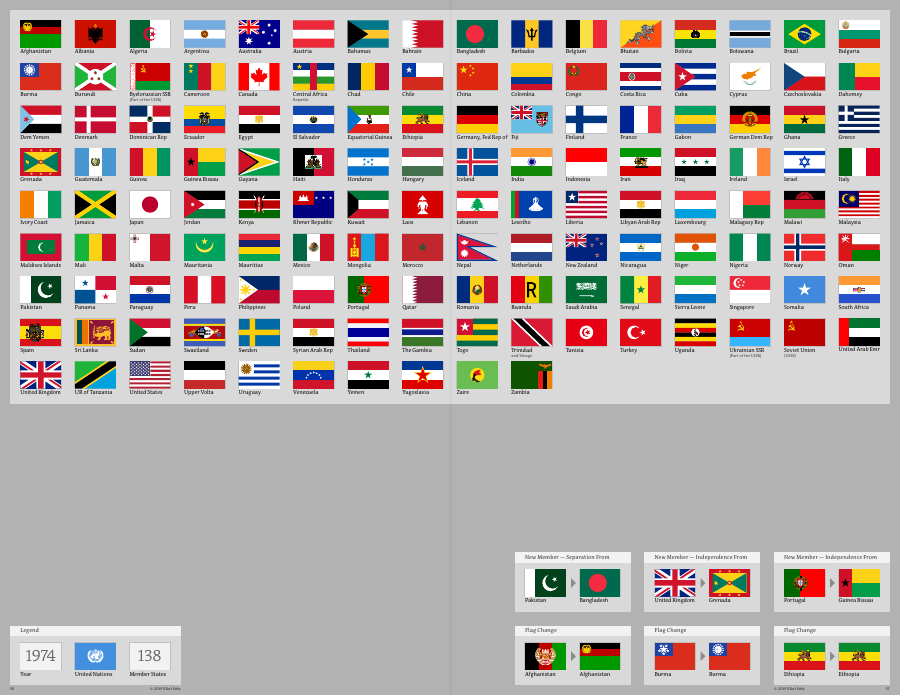 Afghanistan Albania Algeria Argentina Australia Austria Bahamas Bahrain Bangladesh Barbados Belgium Bhutan Bolivia Botswana Brazil Bulgaria
Burma Burundi Byelorussian SSR Cameroon Canada Central Africa Chad Chile China Colombia Congo Costa Rica Cuba Cyprus Czechoslovakia Dahomey
(Part of the USSR) Republic
Dem Yemen Denmark Dominican Rep Ecuador Egypt El Salvador Equatorial Guinea Ethiopia Germany, Fed Rep of Fiji Finland France Gabon German Dem Rep Ghana Greece
Grenada Guatemala Guinea Guinea Bissau Guyana Haiti Honduras Hungary Iceland India Indonesia Iran Iraq Ireland Israel Italy
Ivory Coast Jamaica Japan Jordan Kenya Khmer Republic Kuwait Laos Lebanon Lesotho Liberia Libyan Arab Rep Luxembourg Malagasy Rep Malawi Malaysia
Maldives Islands Mali Malta Mauritania Mauritius Mexico Mongolia Morocco Nepal Netherlands New Zealand Nicaragua Niger Nigeria Norway Oman
Pakistan Panama Paraguay Peru Philippines Poland Portugal Qatar Romania Rwanda Saudi Arabia Senegal Sierra Leone Singapore Somalia South Africa
R
Spain Sri Lanka Sudan Swaziland Sweden Syrian Arab Rep Thailand The Gambia Togo Trinidad Tunisia Turkey Uganda Ukrainian SSR Soviet Union United Arab Emr
and Tobago (Part of the USSR) (USSR)
United Kingdom UR of Tanzania United States Upper Volta Uruguay Venezuela Yemen Yugoslavia Zaire Zambia
New Member — Separation From
Pakistan Bangladesh
New Member — Independence From
United Kingdom Grenada
New Member — Independence From
Portugal Guinea Bissau
Legend
1974 138
Year United Nations Member States
Flag Change
Afghanistan Afghanistan
Flag Change
Burma Burma
Flag Change
Ethiopia Ethiopia